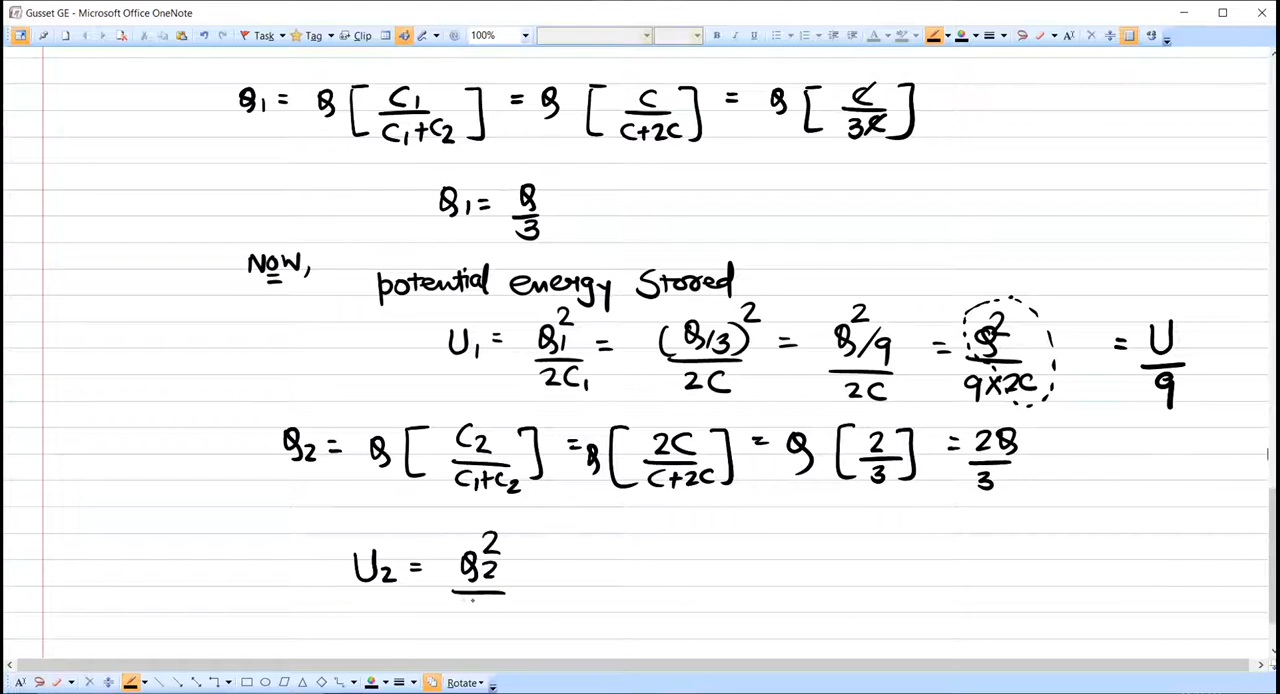 Gusset GE - Microsoft Office OneNote
Task Tag Clip 100% B I U
Q1 = Q [ C1 / C1+C2 ] = Q [ C / C+2C ] = Q [ C / 3C ]
Q1 = Q / 3
NOW, potential energy Stored
U1 = Q1² / 2C1 = (Q/3)² / 2C = Q²/9 / 2C = Q² / 9×2C = U / 9
Q2 = Q [ C2 / C1+C2 ] = Q [ 2C / C+2C ] = Q [ 2 / 3 ] = 2Q / 3
U2 = Q2²
Rotate